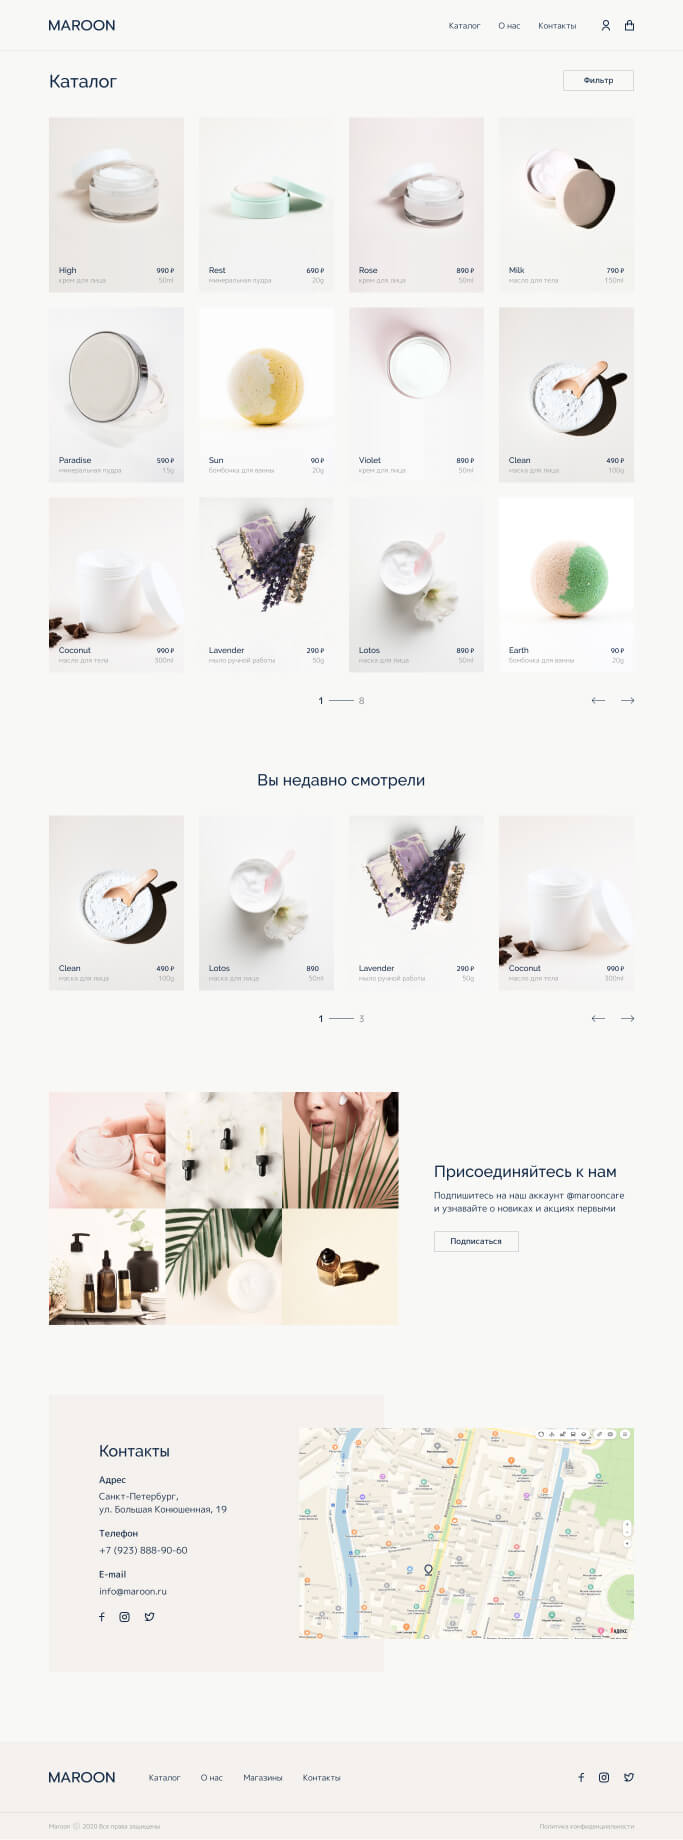 MAROON
Каталог О нас Контакты
Каталог
Фильтр
High 990 ₽
крем для лица 50ml
Rest 690 ₽
минеральная пудра 20g
Rose 890 ₽
крем для лица 50ml
Milk 790 ₽
масло для тела 150ml
Paradise 590 ₽
минеральная пудра 15g
Sun 90 ₽
бомбочка для ванны 20g
Violet 890 ₽
крем для лица 50ml
Clean 490 ₽
маска для лица 100g
Coconut 990 ₽
масло для тела 300ml
Lavender 290 ₽
мыло ручной работы 50g
Lotos 890 ₽
маска для лица 50ml
Earth 90 ₽
бомбочка для ванны 20g
1 8
Вы недавно смотрели
Clean 490 ₽
маска для лица 100g
Lotos 890
маска для лица 50ml
Lavender 290 ₽
мыло ручной работы 50g
Coconut 990 ₽
масло для тела 300ml
1 3
Присоединяйтесь к нам
Подпишитесь на наш аккаунт @marooncare
и узнавайте о новиках и акциях первыми
Подписаться
Контакты
Адрес
Санкт-Петербург,
ул. Большая Конюшенная, 19
Телефон
+7 (923) 888-90-60
E-mail
info@maroon.ru
Яндекс
MAROON
Каталог О нас Магазины Контакты
Maroon © 2020 Все права защищены
Политика конфиденциальности